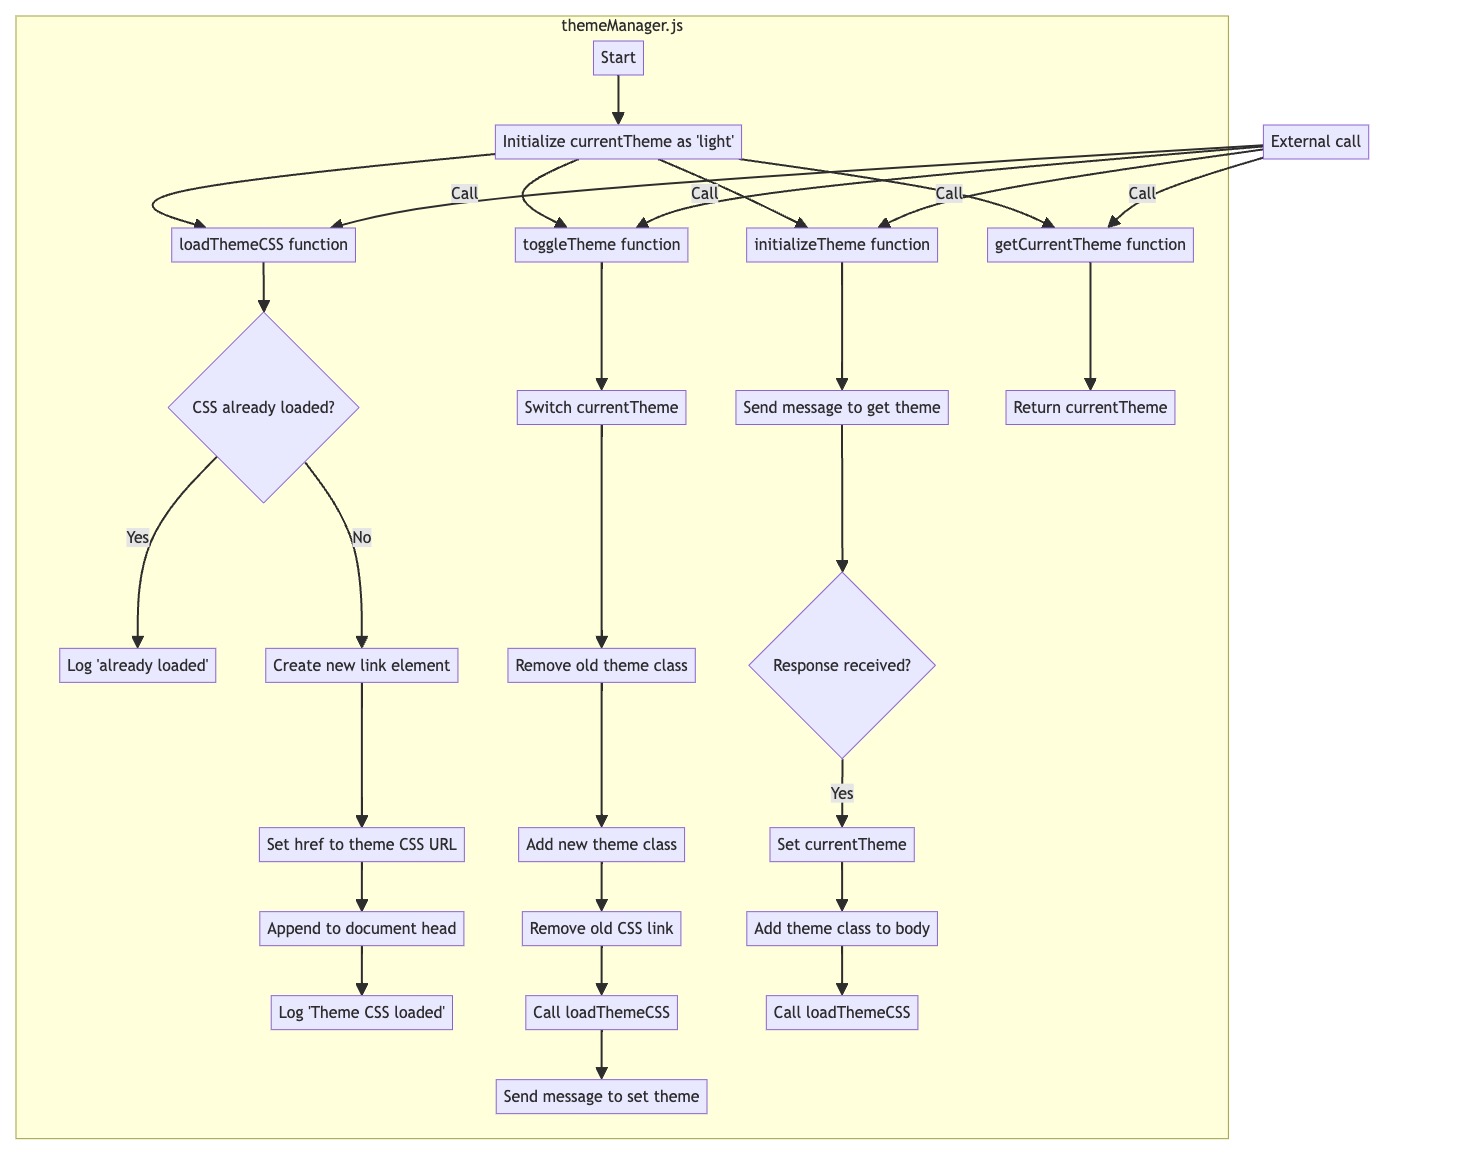 themeManager.js
Start
Initialize currentTheme as 'light'
External call
Call
Call
Call
Call
loadThemeCSS function
toggleTheme function
initializeTheme function
getCurrentTheme function
CSS already loaded?
Switch currentTheme
Send message to get theme
Return currentTheme
Yes
No
Log 'already loaded'
Create new link element
Remove old theme class
Response received?
Yes
Set href to theme CSS URL
Add new theme class
Set currentTheme
Append to document head
Remove old CSS link
Add theme class to body
Log 'Theme CSS loaded'
Call loadThemeCSS
Call loadThemeCSS
Send message to set theme